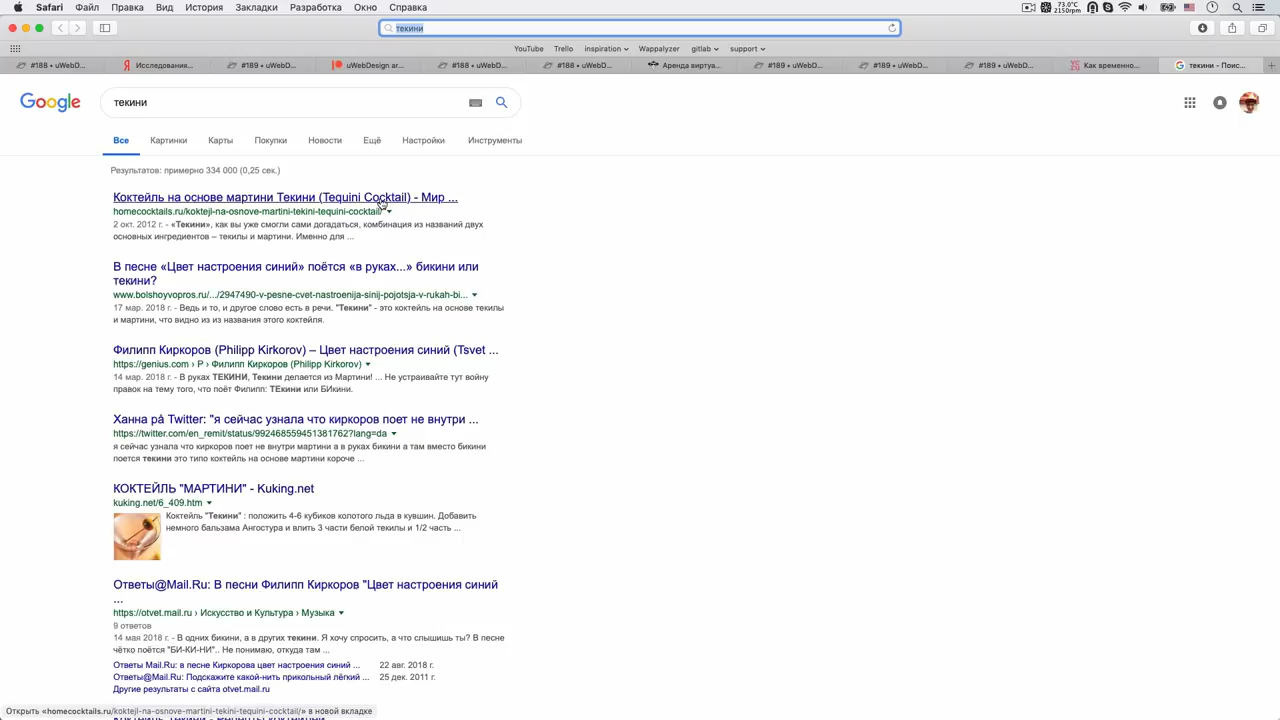 Safari Файл Правка Вид История Закладки Разработка Окно Справка 73.0°C 2150rpm
текини
YouTube Trello inspiration Wappalyzer gitlab support
#188 • uWebD... Исследования... #189 • uWebD... uWebDesign ar... #188 • uWebD... #188 • uWebD... Аренда виртуа... #189 • uWebD... #189 • uWebD... #189 • uWebD... Как временно... текини - Поис...
Google текини
Все Картинки Карты Покупки Новости Ещё Настройки Инструменты
Результатов: примерно 334 000 (0,25 сек.)
Коктейль на основе мартини Текини (Tequini Cocktail) - Мир ...
homecocktails.ru/koktejl-na-osnove-martini-tekini-tequini-cocktail/
2 окт. 2012 г. - «Текини», как вы уже смогли сами догадаться, комбинация из названий двух
основных ингредиентов – текилы и мартини. Именно для ...
В песне «Цвет настроения синий» поётся «в руках...» бикини или
текини?
www.bolshoyvopros.ru/.../2947490-v-pesne-cvet-nastroenija-sinij-pojotsja-v-rukah-bi...
17 мар. 2018 г. - Ведь и то, и другое слово есть в речи. "Текини" - это коктейль на основе текилы
и мартини, что видно из из названия этого коктейля.
Филипп Киркоров (Philipp Kirkorov) – Цвет настроения синий (Tsvet ...
https://genius.com › P › Филипп Киркоров (Philipp Kirkorov)
14 мар. 2018 г. - В руках ТЕКИНИ, Текини делается из Мартини! ... Не устраивайте тут войну
правок на тему того, что поёт Филипп: ТЕкини или БИкини.
Ханна på Twitter: "я сейчас узнала что киркоров поет не внутри ...
https://twitter.com/en_remit/status/992468559451381762?lang=da
я сейчас узнала что киркоров поет не внутри мартини а в руках бикини а там вместо бикини
поется текини это типо коктейль на основе мартини короче ...
КОКТЕЙЛЬ "МАРТИНИ" - Kuking.net
kuking.net/6_409.htm
Коктейль "Текини" : положить 4-6 кубиков колотого льда в кувшин. Добавить
немного бальзама Ангостура и влить 3 части белой текилы и 1/2 часть ...
Ответы@Mail.Ru: В песни Филипп Киркоров "Цвет настроения синий
...
https://otvet.mail.ru › Искусство и Культура › Музыка
9 ответов
14 мая 2018 г. - В одних бикини, а в других текини. Я хочу спросить, а что слышишь ты? В песне
чётко поётся "БИ-КИ-НИ".. Не понимаю, откуда там ...
Ответы Mail.Ru: в песне Киркорова цвет настроения синий ... 22 авг. 2018 г.
Ответы@Mail.Ru: Подскажите какой-нить прикольный лёгкий ... 25 дек. 2011 г.
Другие результаты с сайта otvet.mail.ru
Открыть «homecocktails.ru/koktejl-na-osnove-martini-tekini-tequini-cocktail/» в новой вкладке